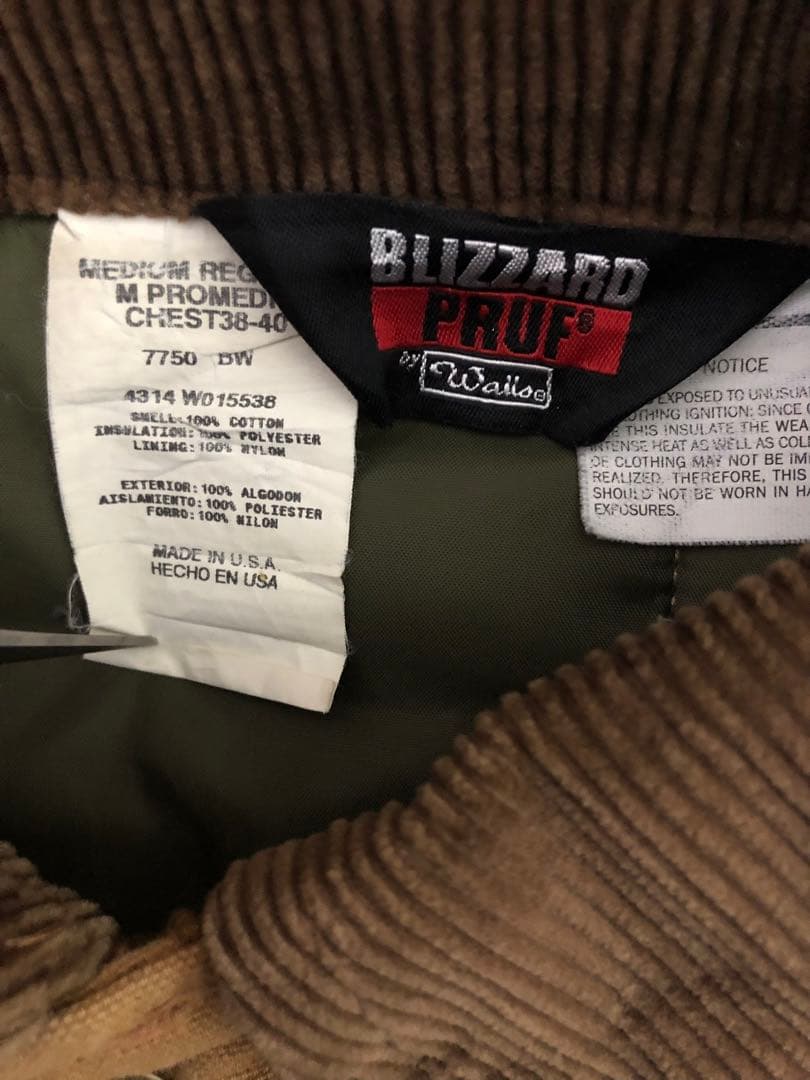 MEDIUM REG
M PROMEDI
CHEST38-40
7750 BW
4314 W015538
SHELL:100% COTTON
INSULATION: 100% POLYESTER
LINING: 100% NYLON
EXTERIOR:100% ALGODON
AISLAMIENTO:100% POLIESTER
FORRO:100% NILON
MADE IN U.S.A.
HECHO EN USA
BLIZZARD
PRUF®
by Walls®
NOTICE
EXPOSED TO UNUSUA
OTHING IGNITION: SINCE
E THIS INSULATE THE WEA
INTENSE HEAT AS WELL AS COL
OF CLOTHING MAY NOT BE IM
REALIZED. THEREFORE, THIS
SHOULD NOT BE WORN IN HA
EXPOSURES.